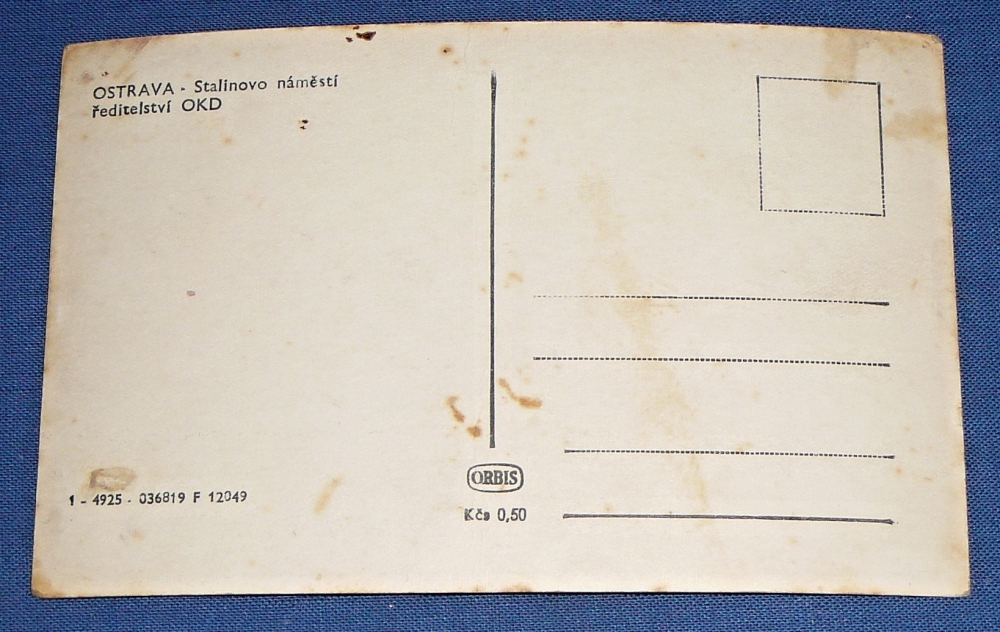 OSTRAVA - Stalinovo náměstí
ředitelství OKD
1 - 4925 - 036819 F 12049
ORBIS
Kčs 0,50